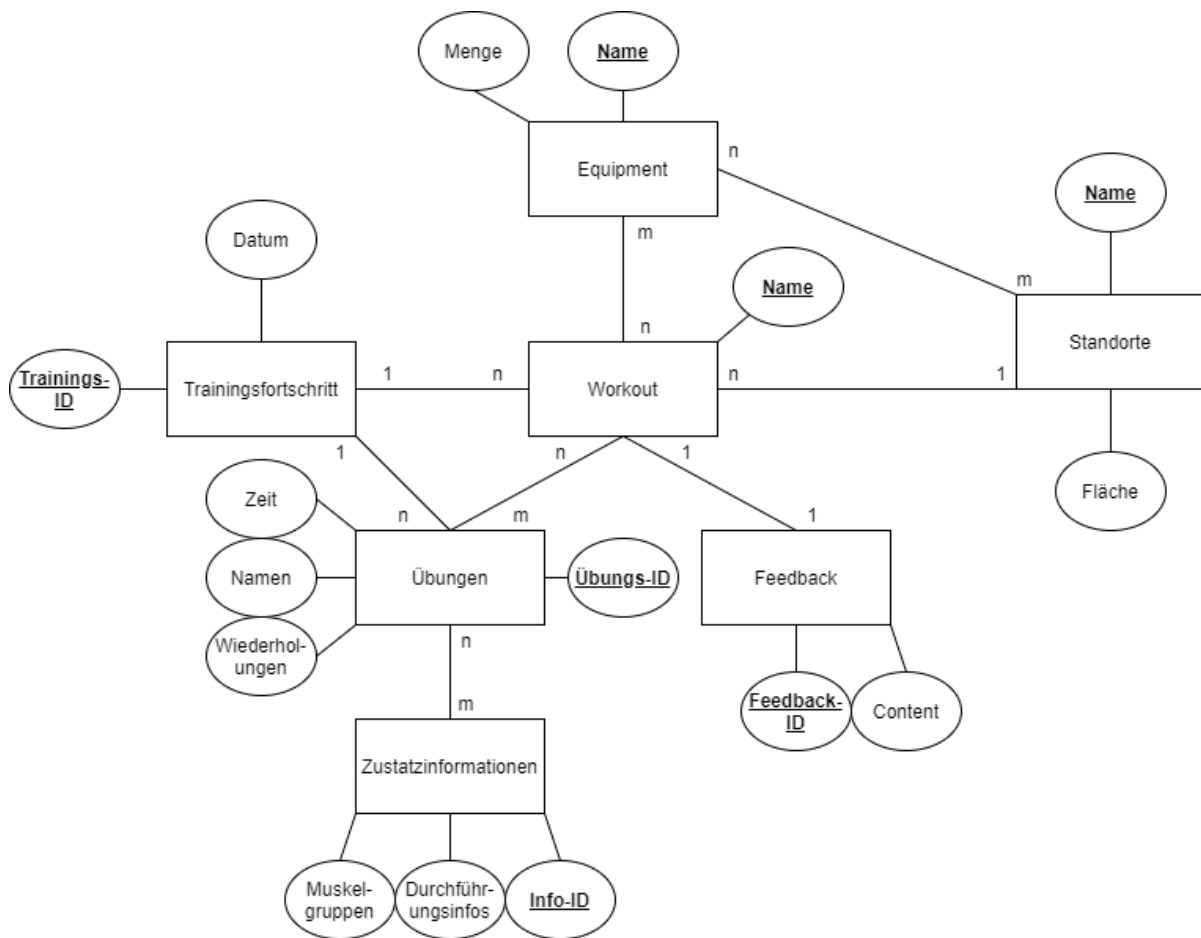 Menge
Name
Equipment
n
m
Name
Datum
Name
m
n
Standorte
Trainings-
ID
Trainingsfortschritt
1
n
Workout
n
1
1
n
1
Zeit
n
m
1
Fläche
Namen
Übungen
Übungs-ID
Feedback
Wiederhol-
ungen
n
m
Feedback-
ID
Content
Zustatzinformationen
Muskel-
gruppen
Durchführ-
ungsinfos
Info-ID